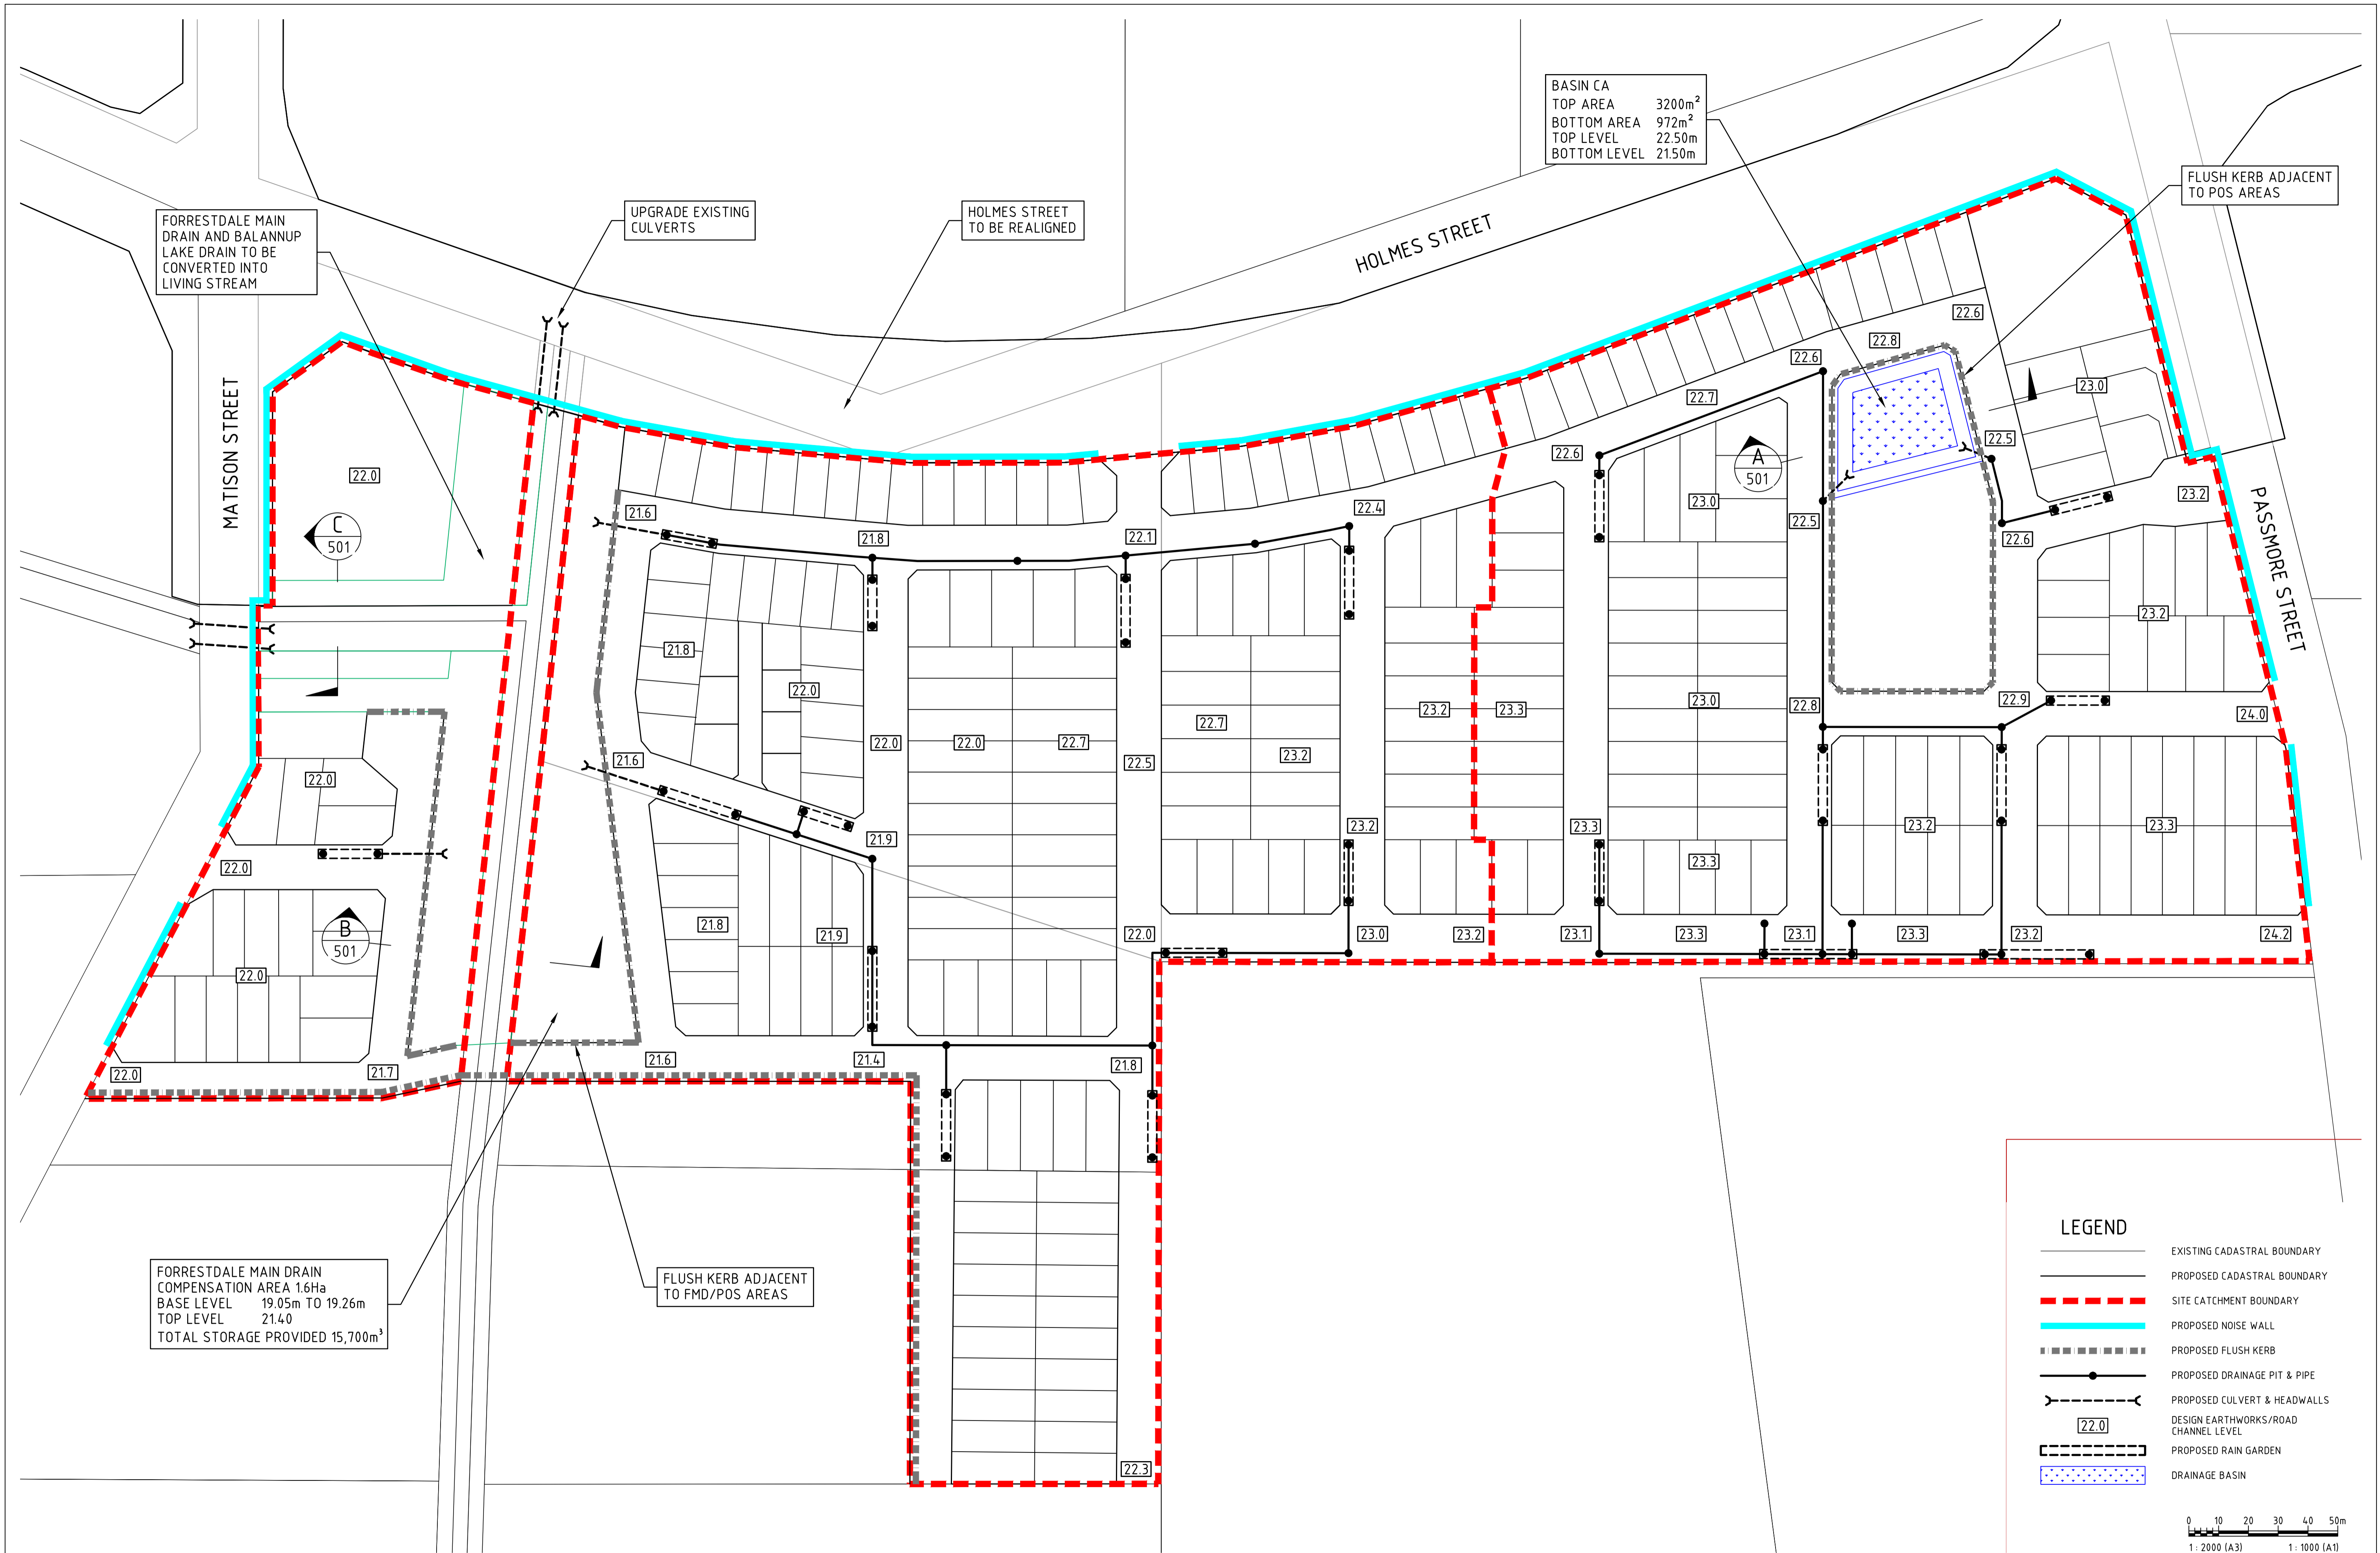 BASIN CA
TOP AREA 3200m²
BOTTOM AREA 972m²
TOP LEVEL 22.50m
BOTTOM LEVEL 21.50m
FLUSH KERB ADJACENT
TO POS AREAS
UPGRADE EXISTING
CULVERTS
HOLMES STREET
TO BE REALIGNED
FORRESTDALE MAIN
DRAIN AND BALANNUP
LAKE DRAIN TO BE
CONVERTED INTO
LIVING STREAM
HOLMES STREET
MATISON STREET
PASSMORE STREET
22.6
22.8
22.6
22.7
23.0
22.5
22.6
A
501
22.0
23.0
23.2
22.4
21.6
C
501
22.5
21.8
22.1
22.6
23.2
21.8
22.0
23.0
22.9
22.8
23.2
23.3
24.0
22.7
22.0
22.0
22.7
22.5
23.2
21.6
22.0
23.2
23.3
23.2
23.3
21.9
23.3
22.0
21.8
21.9
22.0
23.0
23.2
23.1
23.3
23.1
23.3
23.2
24.2
B
501
22.0
21.6
21.4
21.8
22.0
21.7
22.3
FORRESTDALE MAIN DRAIN
COMPENSATION AREA 1.6Ha
BASE LEVEL 19.05m TO 19.26m
TOP LEVEL 21.40
TOTAL STORAGE PROVIDED 15,700m³
FLUSH KERB ADJACENT
TO FMD/POS AREAS
LEGEND
EXISTING CADASTRAL BOUNDARY
PROPOSED CADASTRAL BOUNDARY
SITE CATCHMENT BOUNDARY
PROPOSED NOISE WALL
PROPOSED FLUSH KERB
PROPOSED DRAINAGE PIT & PIPE
PROPOSED CULVERT & HEADWALLS
22.0
DESIGN EARTHWORKS/ROAD
CHANNEL LEVEL
PROPOSED RAIN GARDEN
DRAINAGE BASIN
0 10 20 30 40 50m
1 : 2000 (A3) 1 : 1000 (A1)